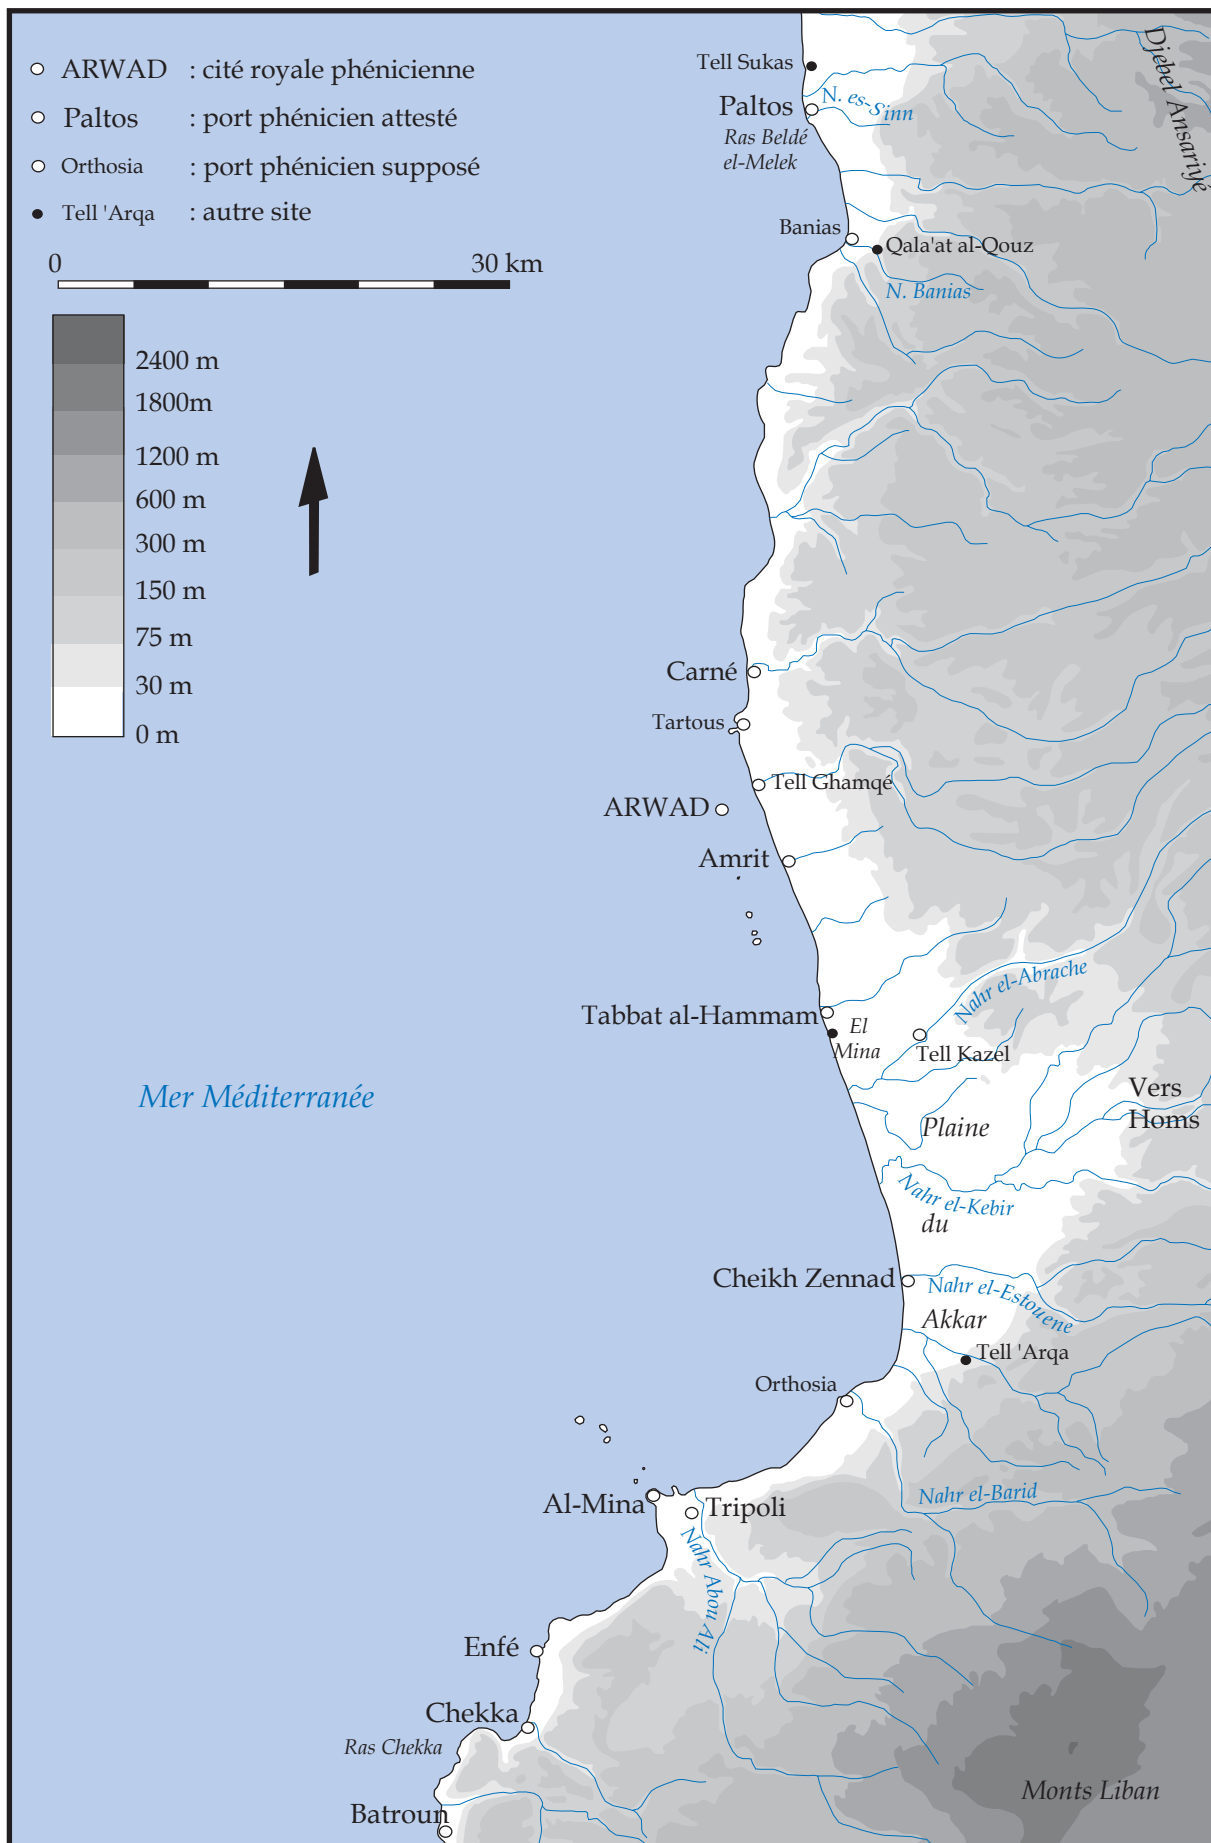 ARWAD : cité royale phénicienne
Paltos : port phénicien attesté
Orthosia : port phénicien supposé
Tell 'Arqa : autre site
0 30 km
2400 m
1800m
1200 m
600 m
300 m
150 m
75 m
30 m
0 m
Djebel Ansariyé
Tell Sukas
Paltos
N. es-Sinn
Ras Beldé
el-Melek
Banias
Qala'at al-Qouz
N. Banias
Carné
Tartous
Tell Ghamqé
ARWAD
Amrit
Nahr el-Abrache
Tabbat al-Hammam
El
Mina
Tell Kazel
Mer Méditerranée
Vers
Homs
Plaine
Nahr el-Kebir
du
Cheikh Zennad
Nahr el-Estouene
Akkar
Tell 'Arqa
Orthosia
Nahr el-Barid
Al-Mina
Tripoli
Nahr Abou Ali
Enfé
Chekka
Ras Chekka
Monts Liban
Batroun